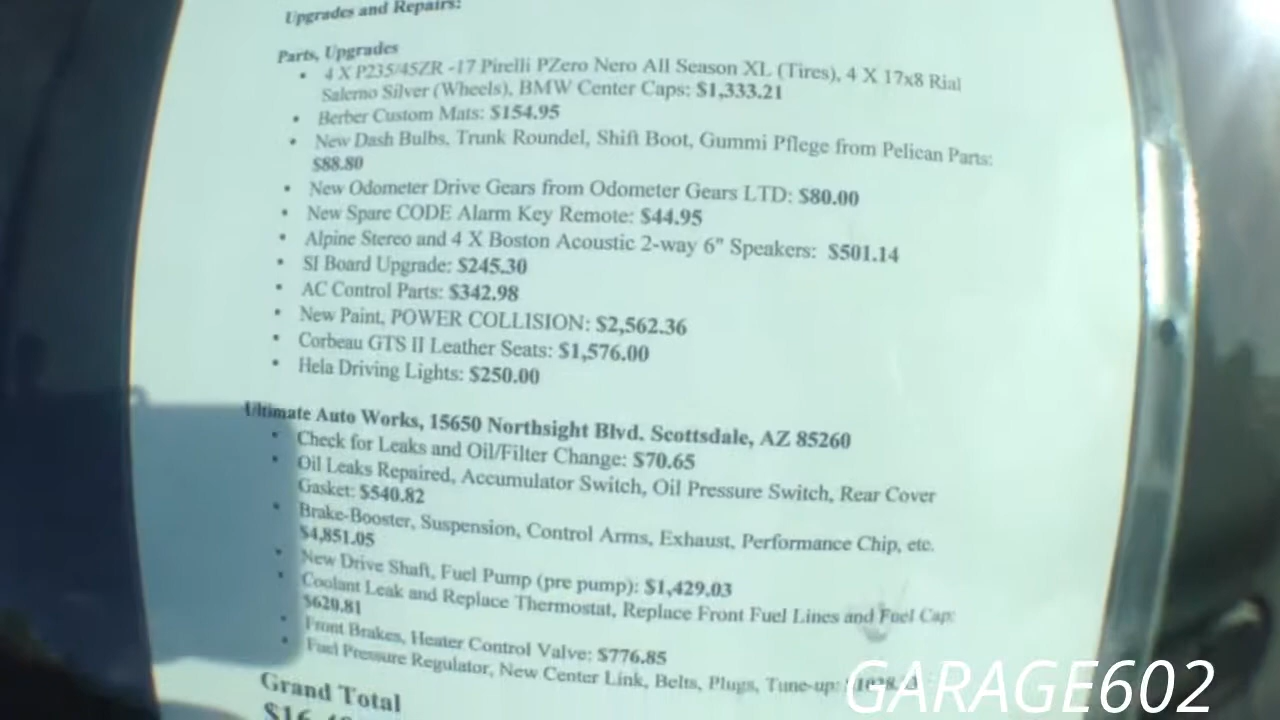 Upgrades and Repairs:
Parts, Upgrades
• 4 X P235/45ZR -17 Pirelli PZero Nero All Season XL (Tires), 4 X 17x8 Rial
Salerno Silver (Wheels), BMW Center Caps: $1,333.21
• Berber Custom Mats: $154.95
• New Dash Bulbs, Trunk Roundel, Shift Boot, Gummi Pflege from Pelican Parts:
$88.80
• New Odometer Drive Gears from Odometer Gears LTD: $80.00
• New Spare CODE Alarm Key Remote: $44.95
• Alpine Stereo and 4 X Boston Acoustic 2-way 6" Speakers: $501.14
• SI Board Upgrade: $245.30
• AC Control Parts: $342.98
• New Paint, POWER COLLISION: $2,562.36
• Corbeau GTS II Leather Seats: $1,576.00
• Hela Driving Lights: $250.00
Ultimate Auto Works, 15650 Northsight Blvd. Scottsdale, AZ 85260
• Check for Leaks and Oil/Filter Change: $70.65
• Oil Leaks Repaired, Accumulator Switch, Oil Pressure Switch, Rear Cover
Gasket: $540.82
• Brake-Booster, Suspension, Control Arms, Exhaust, Performance Chip, etc.
$4,851.05
• New Drive Shaft, Fuel Pump (pre pump): $1,429.03
• Coolant Leak and Replace Thermostat, Replace Front Fuel Lines and Fuel Cap:
$620.81
• Front Brakes, Heater Control Valve: $776.85
• Fuel Pressure Regulator, New Center Link, Belts, Plugs, Tune-up:
Grand Total
GARAGE602